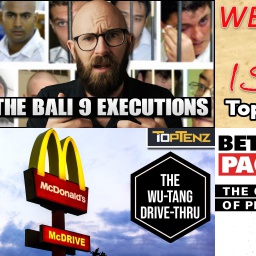 THE BALI 9 EXECUTIONS
WE
IS
Top
McDonald's
McDRIVE
TOPTENZ
THE
WU-TANG
DRIVE-THRU
BET
PAC
THE
OF P